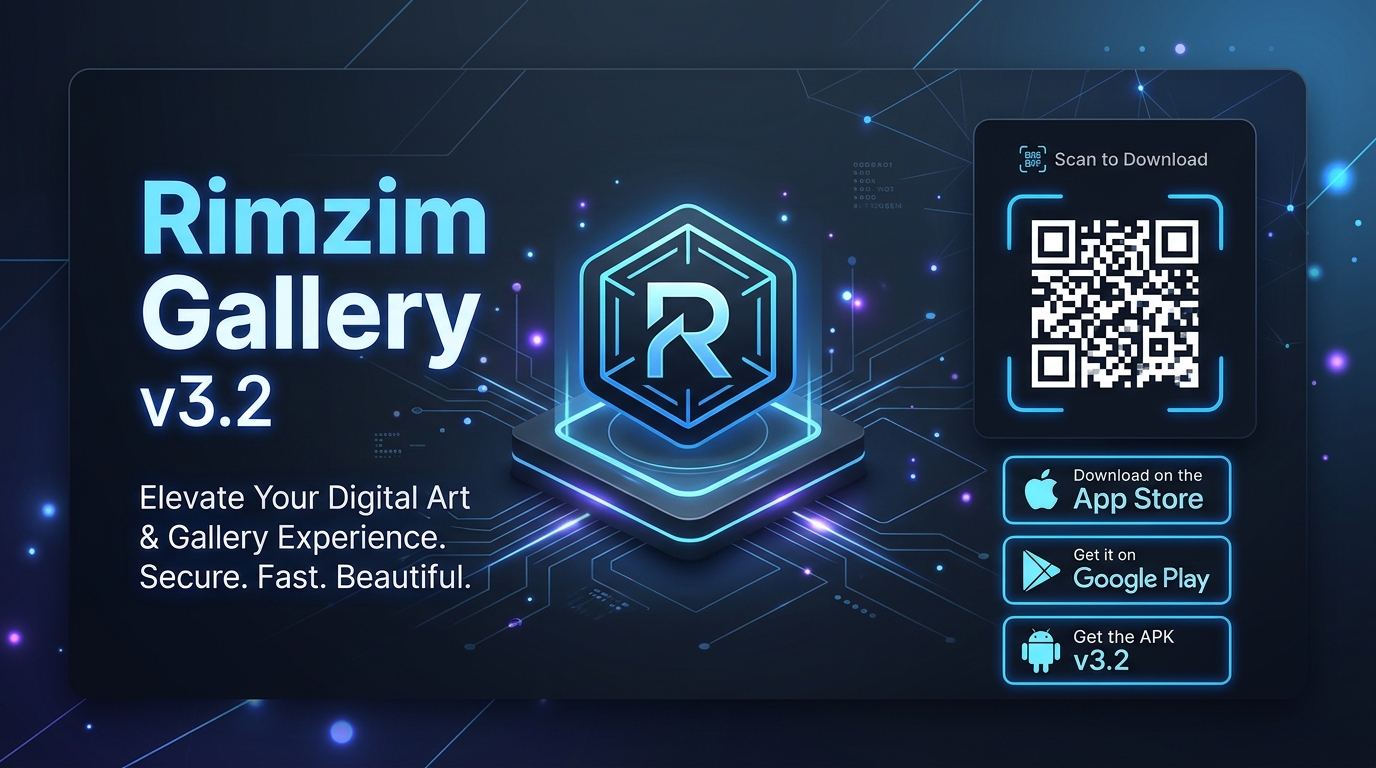 Rimzim
Gallery
v3.2
Elevate Your Digital Art
& Gallery Experience.
Secure. Fast. Beautiful.
R
Scan to Download
Download on the
App Store
Get it on
Google Play
Get the APK
v3.2